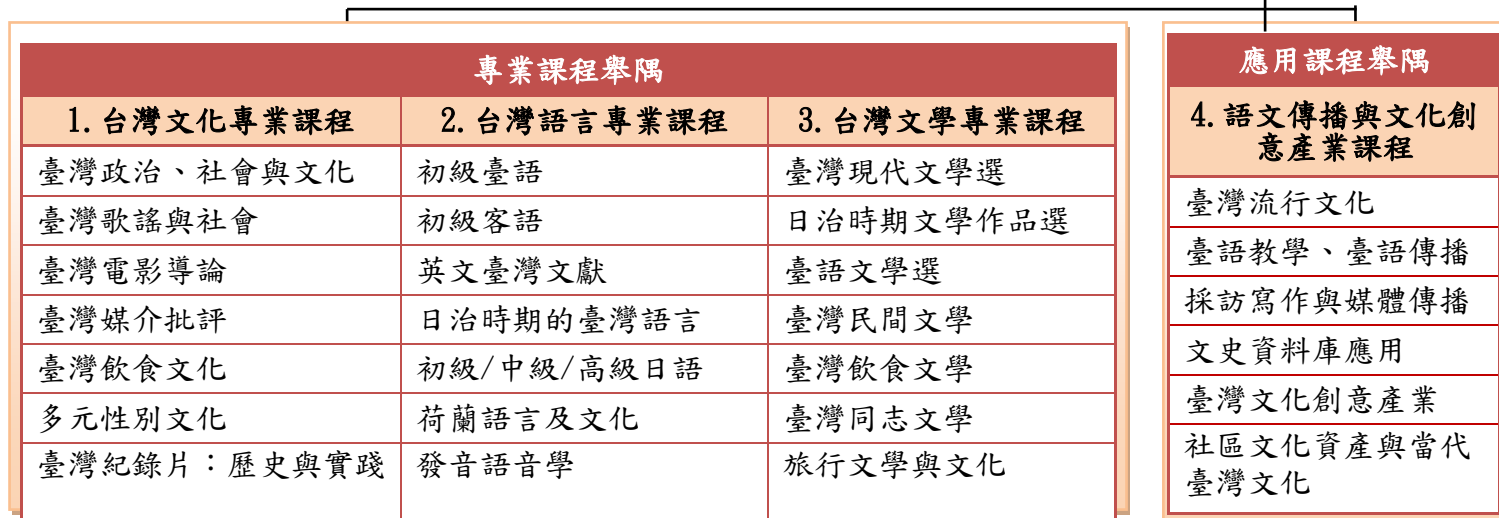 專業課程舉隅
1.台灣文化專業課程 2.台灣語言專業課程 3.台灣文學專業課程
臺灣政治、社會與文化 初級臺語 臺灣現代文學選
臺灣歌謠與社會 初級客語 日治時期文學作品選
臺灣電影導論 英文臺灣文獻 臺語文學選
臺灣媒介批評 日治時期的臺灣語言 臺灣民間文學
臺灣飲食文化 初級/中級/高級日語 臺灣飲食文學
多元性別文化 荷蘭語言及文化 臺灣同志文學
臺灣紀錄片：歷史與實踐 發音語音學 旅行文學與文化
應用課程舉隅
4.語文傳播與文化創
意產業課程
臺灣流行文化
臺語教學、臺語傳播
採訪寫作與媒體傳播
文史資料庫應用
臺灣文化創意產業
社區文化資產與當代
臺灣文化